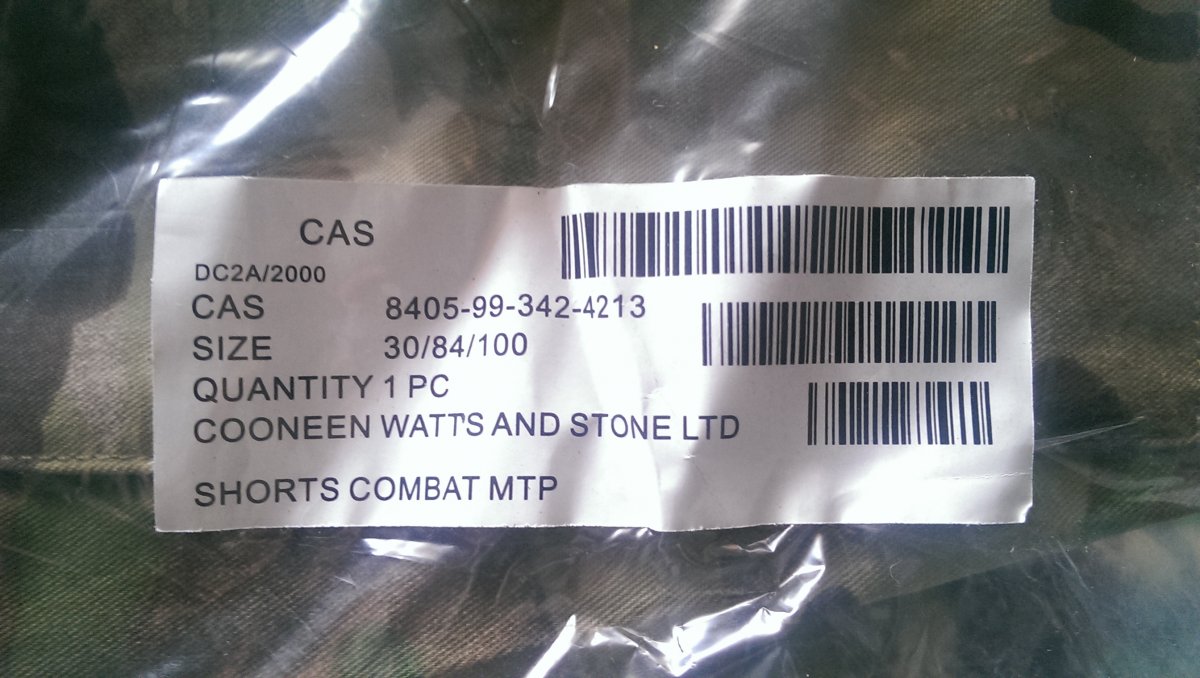 CAS
DC2A/2000
CAS 8405-99-342-4213
SIZE 30/84/100
QUANTITY 1 PC
COONEEN WATTS AND STONE LTD
SHORTS COMBAT MTP